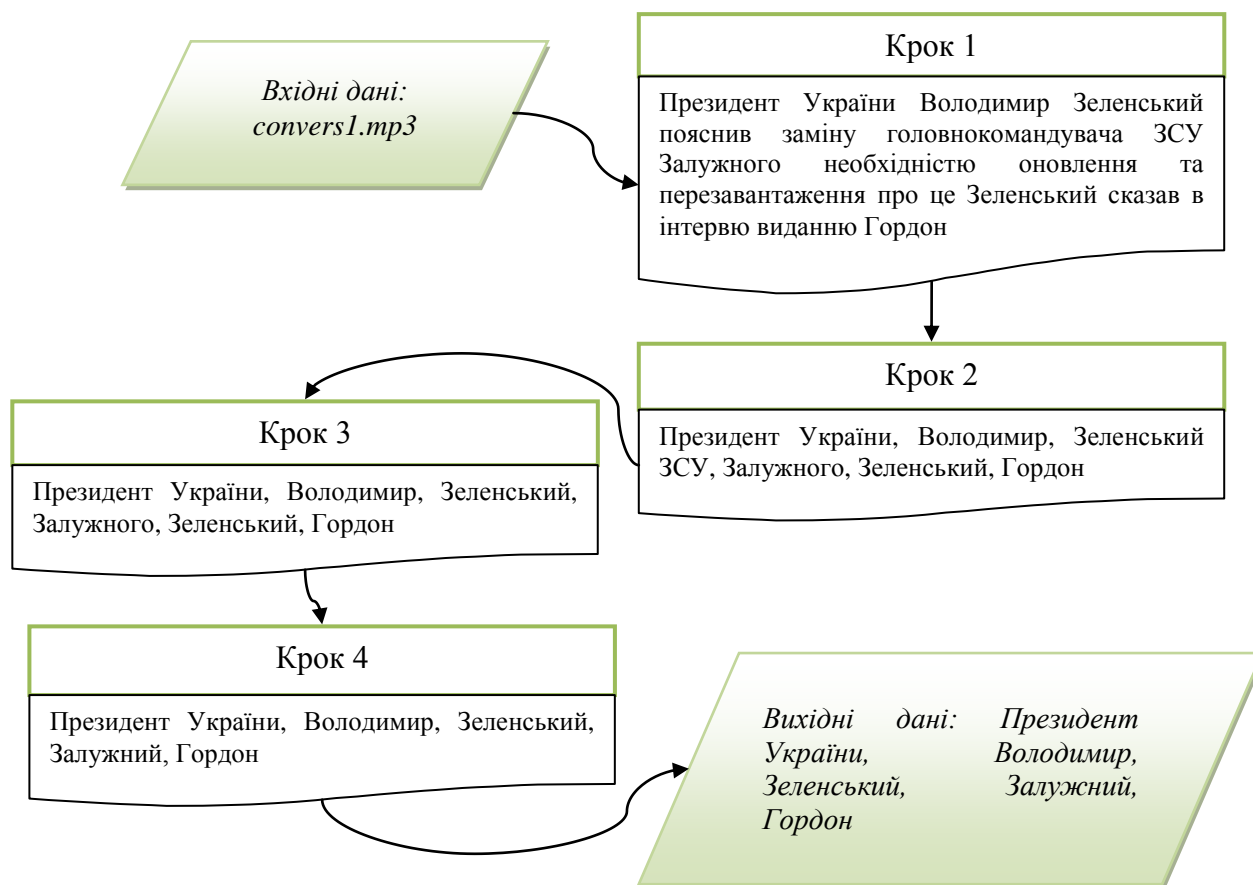 Вхідні дані:
convers1.mp3
Крок 1
Президент України Володимир Зеленський
пояснив заміну головнокомандувача ЗСУ
Залужного необхідністю оновлення та
перезавантаження про це Зеленський сказав в
інтервю виданню Гордон
Крок 2
Президент України, Володимир, Зеленський
ЗСУ, Залужного, Зеленський, Гордон
Крок 3
Президент України, Володимир, Зеленський,
Залужного, Зеленський, Гордон
Крок 4
Президент України, Володимир, Зеленський,
Залужний, Гордон
Вихідні дані: Президент
України, Володимир,
Зеленський, Залужний,
Гордон